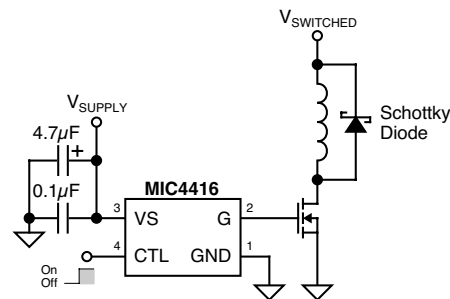 VSWITCHED
Schottky
Diode
VSUPPLY
4.7µF
+
0.1µF
MIC4416
3 VS G 2
4 CTL GND 1
On
Off